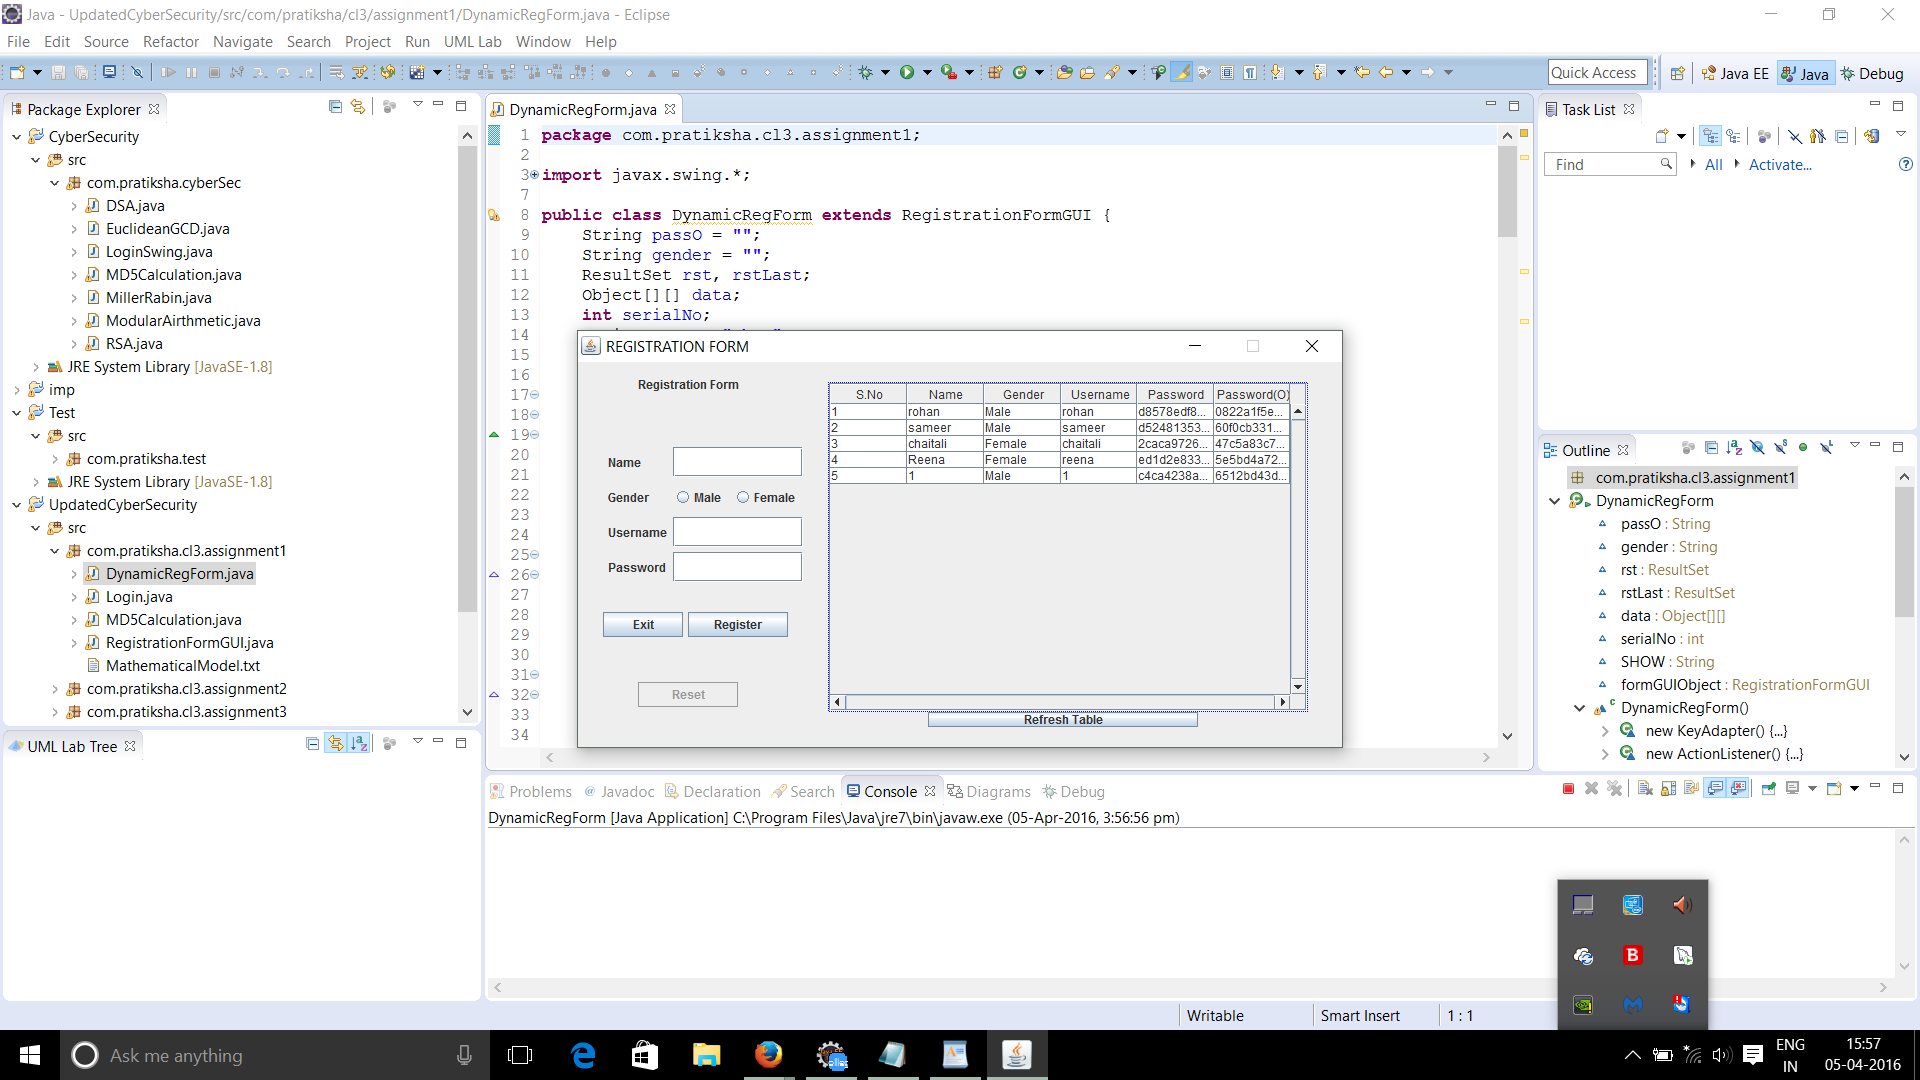 Java - UpdatedCyberSecurity/src/com/pratiksha/cl3/assignment1/DynamicRegForm.java - Eclipse
File Edit Source Refactor Navigate Search Project Run UML Lab Window Help
Quick Access Java EE Java Debug
Package Explorer
CyberSecurity
src
com.pratiksha.cyberSec
DSA.java
EuclideanGCD.java
LoginSwing.java
MD5Calculation.java
MillerRabin.java
ModularAirthmetic.java
RSA.java
JRE System Library [JavaSE-1.8]
imp
Test
src
com.pratiksha.test
JRE System Library [JavaSE-1.8]
UpdatedCyberSecurity
src
com.pratiksha.cl3.assignment1
DynamicRegForm.java
Login.java
MD5Calculation.java
RegistrationFormGUI.java
MathematicalModel.txt
com.pratiksha.cl3.assignment2
com.pratiksha.cl3.assignment3
UML Lab Tree
DynamicRegForm.java
1 package com.pratiksha.cl3.assignment1;
2
3 import javax.swing.*;
7
8 public class DynamicRegForm extends RegistrationFormGUI {
9 String passO = "";
10 String gender = "";
11 ResultSet rst, rstLast;
12 Object[][] data;
13 int serialNo;
14
15
16
17
18
19
20
21
22
23
24
25
26
27
28
29
30
31
32
33
34
REGISTRATION FORM
Registration Form
Name
Gender Male Female
Username
Password
Exit Register
Reset
S.No Name Gender Username Password Password(O)
1 rohan Male rohan d8578edf8... 0822a1f5e...
2 sameer Male sameer d52481353... 60f0cb331...
3 chaitali Female chaitali 2caca9726... 47c5a83c7...
4 Reena Female reena ed1d2e833... 5e5bd4a72...
5 1 Male 1 c4ca4238a... 6512bd43d...
Refresh Table
Task List
Find All Activate...
Outline
com.pratiksha.cl3.assignment1
DynamicRegForm
passO : String
gender : String
rst : ResultSet
rstLast : ResultSet
data : Object[][]
serialNo : int
SHOW : String
formGUIObject : RegistrationFormGUI
DynamicRegForm()
new KeyAdapter() {...}
new ActionListener() {...}
Problems @ Javadoc Declaration Search Console Diagrams Debug
DynamicRegForm [Java Application] C:\Program Files\Java\jre7\bin\javaw.exe (05-Apr-2016, 3:56:56 pm)
Writable Smart Insert 1 : 1
Ask me anything
ENG
IN
15:57
05-04-2016